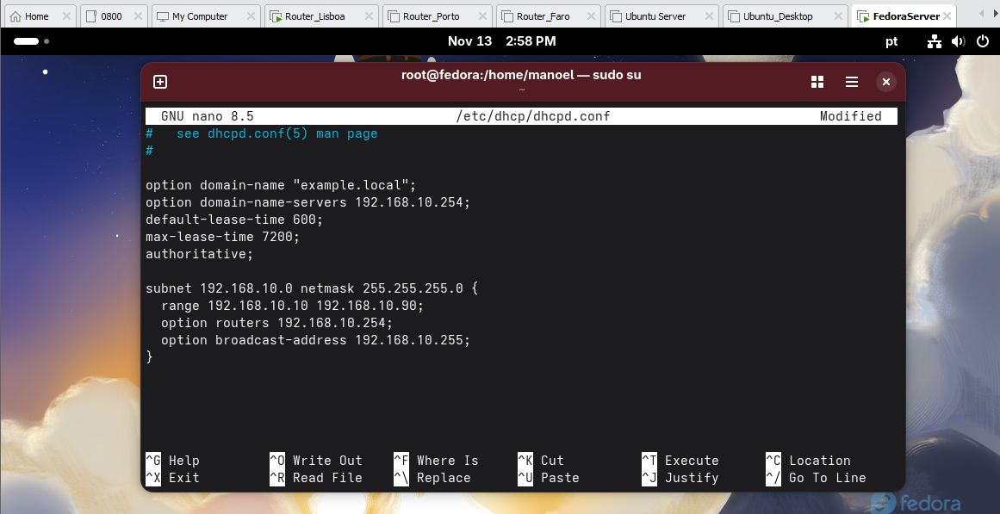 Home
0800
My Computer
Router_Lisboa
Router_Porto
Router_Faro
Ubuntu Server
Ubuntu_Desktop
FedoraServer
Nov 13 2:58 PM
pt
root@fedora:/home/manoel — sudo su
~
GNU nano 8.5 /etc/dhcp/dhcpd.conf Modified
# see dhcpd.conf(5) man page
#
option domain-name "example.local";
option domain-name-servers 192.168.10.254;
default-lease-time 600;
max-lease-time 7200;
authoritative;
subnet 192.168.10.0 netmask 255.255.255.0 {
range 192.168.10.10 192.168.10.90;
option routers 192.168.10.254;
option broadcast-address 192.168.10.255;
}
^G Help ^O Write Out ^F Where Is ^K Cut ^T Execute ^C Location
^X Exit ^R Read File ^\ Replace ^U Paste ^J Justify ^/ Go To Line
fedora